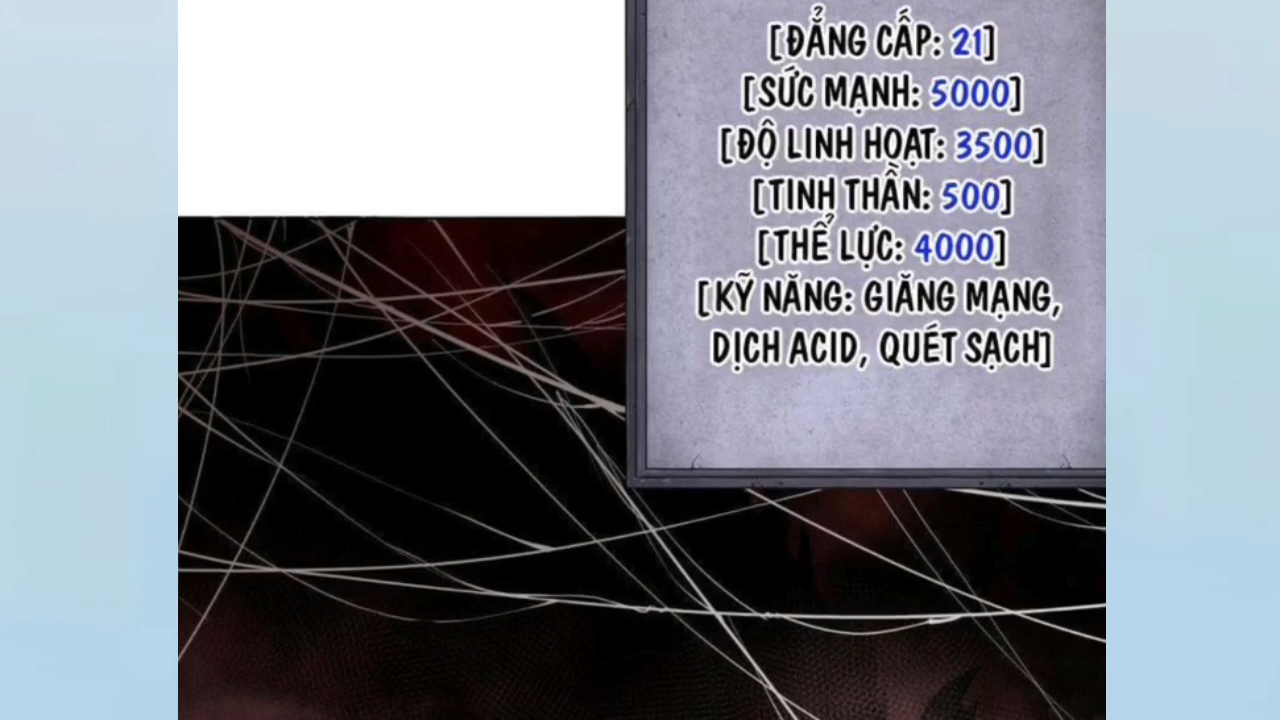 [ĐẲNG CẤP: 21]
[SỨC MẠNH: 5000]
[ĐỘ LINH HOẠT: 3500]
[TINH THẦN: 500]
[THỂ LỰC: 4000]
[KỸ NĂNG: GIĂNG MẠNG,
DỊCH ACID, QUÉT SẠCH]